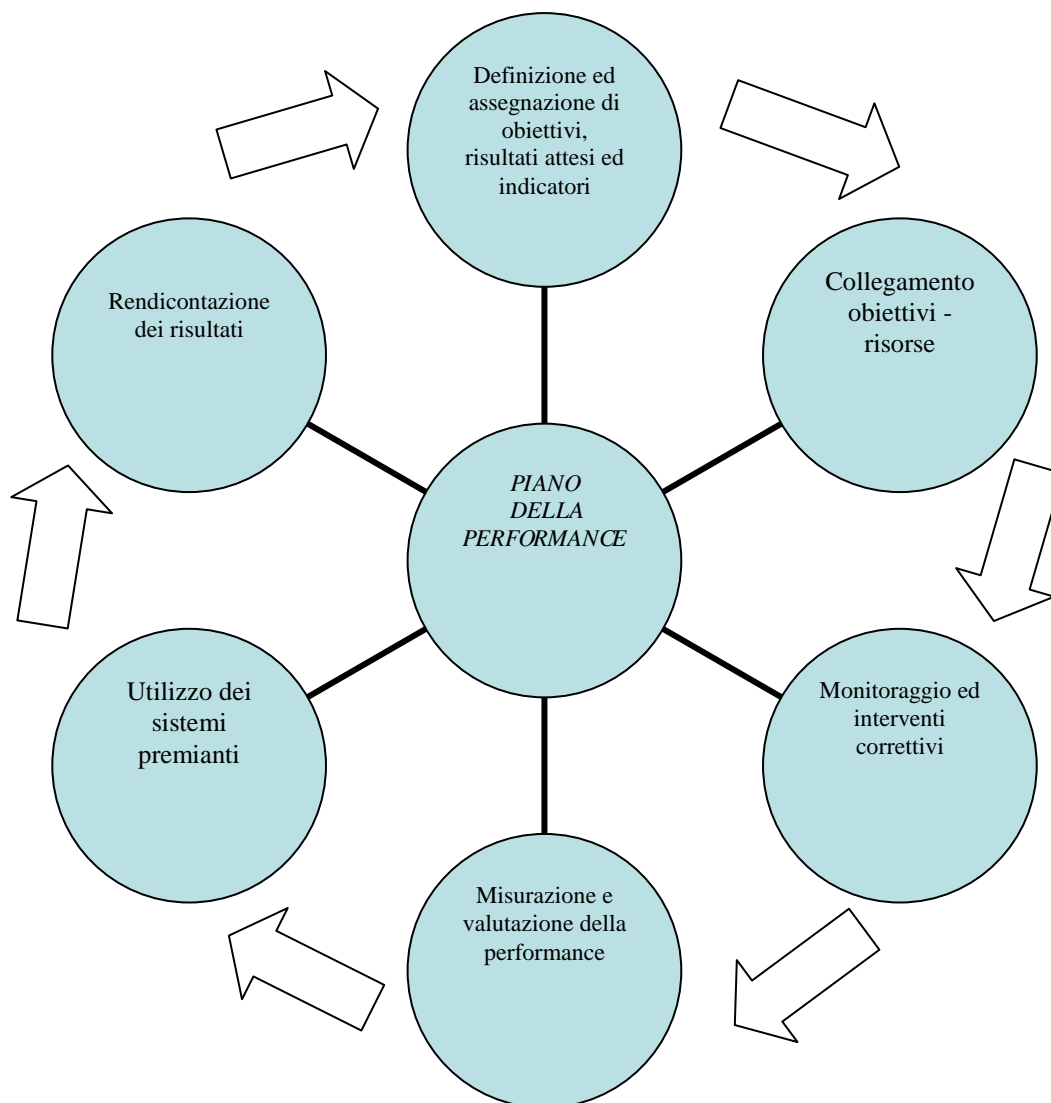 Definizione ed
assegnazione di
obiettivi,
risultati attesi ed
indicatori
Collegamento
obiettivi -
risorse
Monitoraggio ed
interventi
correttivi
Misurazione e
valutazione della
performance
Utilizzo dei
sistemi
premianti
Rendicontazione
dei risultati
PIANO
DELLA
PERFORMANCE